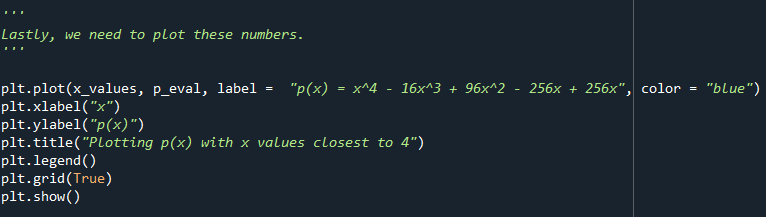 '''
Lastly, we need to plot these numbers.
'''
plt.plot(x_values, p_eval, label =  "p(x) = x^4 - 16x^3 + 96x^2 - 256x + 256x", color = "blue")
plt.xlabel("x")
plt.ylabel("p(x)")
plt.title("Plotting p(x) with x values closest to 4")
plt.legend()
plt.grid(True)
plt.show()